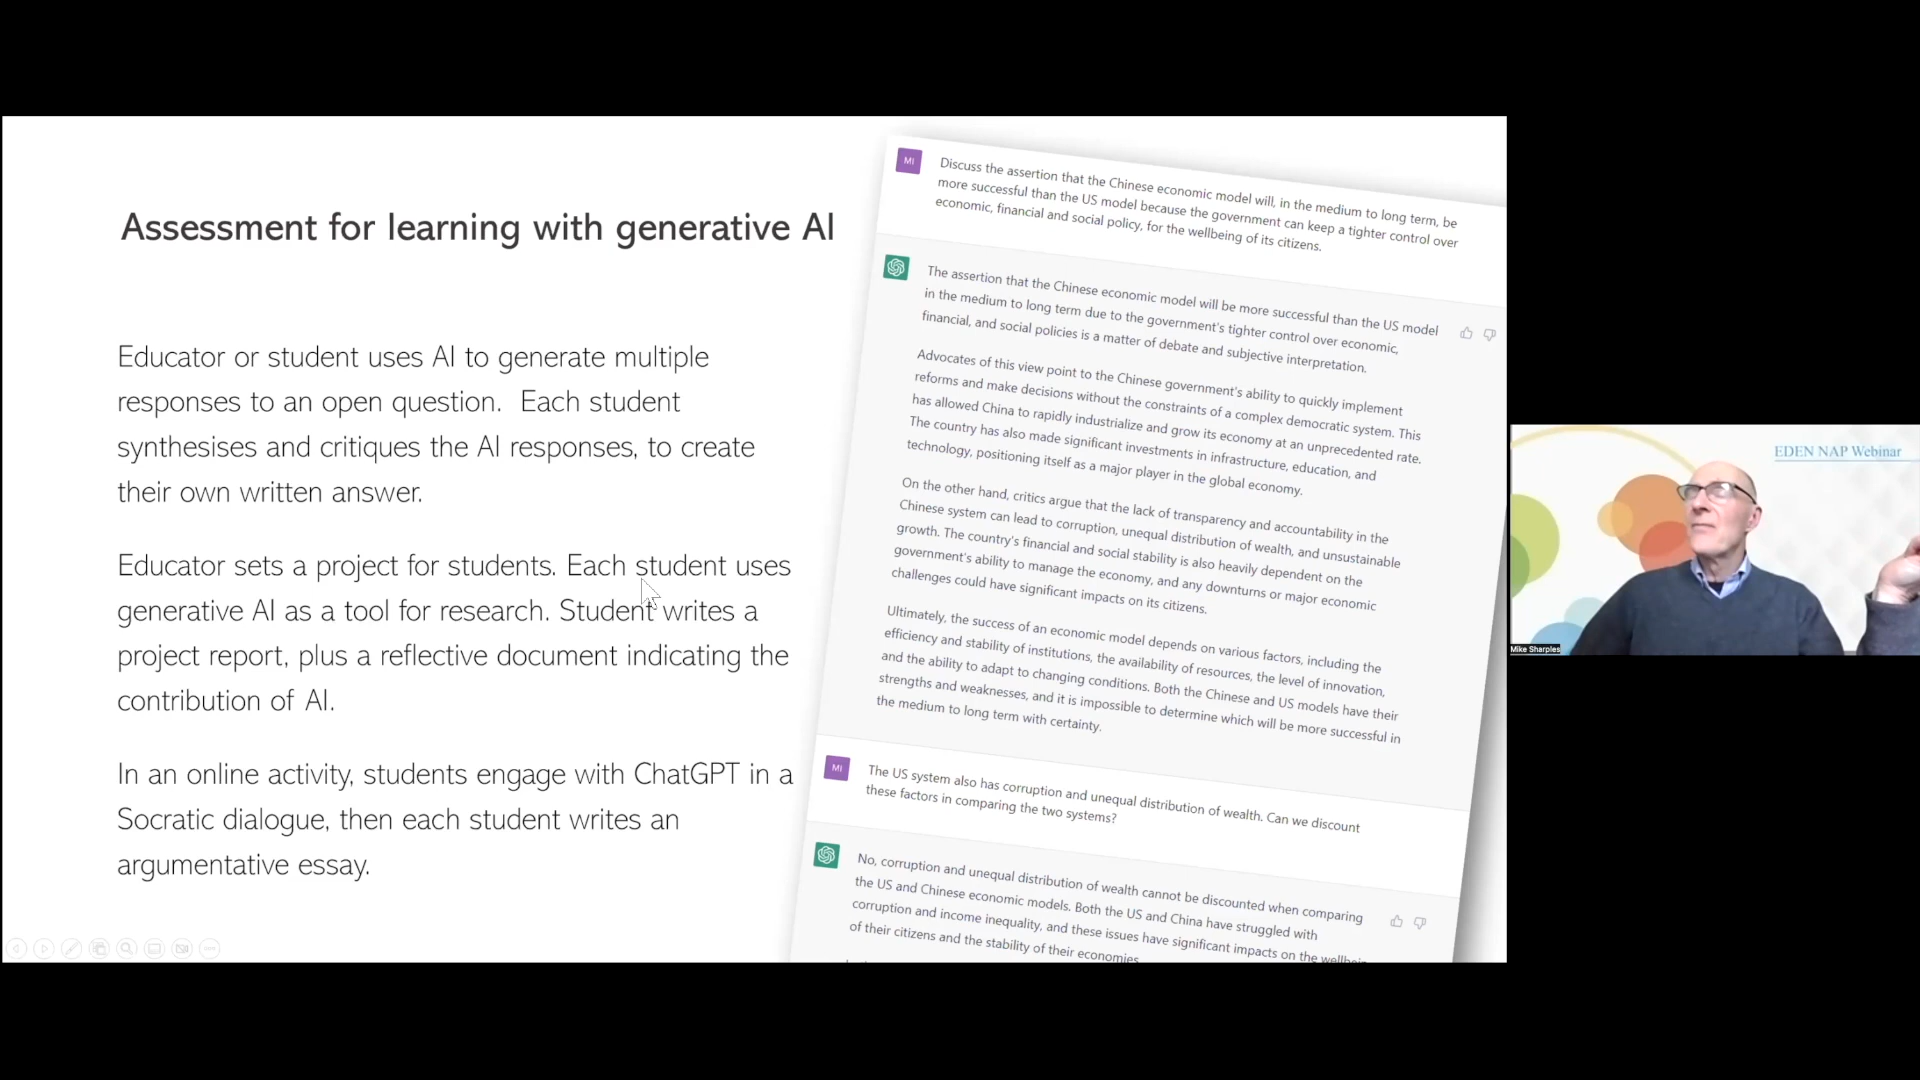 Assessment for learning with generative AI
Educator or student uses AI to generate multiple
responses to an open question.  Each student
synthesises and critiques the AI responses, to create
their own written answer.
Educator sets a project for students. Each student uses
generative AI as a tool for research. Student writes a
project report, plus a reflective document indicating the
contribution of AI.
In an online activity, students engage with ChatGPT in a
Socratic dialogue, then each student writes an
argumentative essay.
MI
Discuss the assertion that the Chinese economic model will, in the medium to long term, be
more successful than the US model because the government can keep a tighter control over
economic, financial and social policy, for the wellbeing of its citizens.
The assertion that the Chinese economic model will be more successful than the US model
in the medium to long term due to the government's tighter control over economic,
financial, and social policies is a matter of debate and subjective interpretation.
Advocates of this view point to the Chinese government's ability to quickly implement
reforms and make decisions without the constraints of a complex democratic system. This
has allowed China to rapidly industrialize and grow its economy at an unprecedented rate.
The country has also made significant investments in infrastructure, education, and
technology, positioning itself as a major player in the global economy.
On the other hand, critics argue that the lack of transparency and accountability in the
Chinese system can lead to corruption, unequal distribution of wealth, and unsustainable
growth. The country's financial and social stability is also heavily dependent on the
government's ability to manage the economy, and any downturns or major economic
challenges could have significant impacts on its citizens.
Ultimately, the success of an economic model depends on various factors, including the
efficiency and stability of institutions, the availability of resources, the level of innovation,
and the ability to adapt to changing conditions. Both the Chinese and US models have their
strengths and weaknesses, and it is impossible to determine which will be more successful in
the medium to long term with certainty.
MI
The US system also has corruption and unequal distribution of wealth. Can we discount
these factors in comparing the two systems?
No, corruption and unequal distribution of wealth cannot be discounted when comparing
the US and Chinese economic models. Both the US and China have struggled with
corruption and income inequality, and these issues have significant impacts on the
of their citizens and the stability of their economies.
EDEN NAP Webinar
Mike Sharples